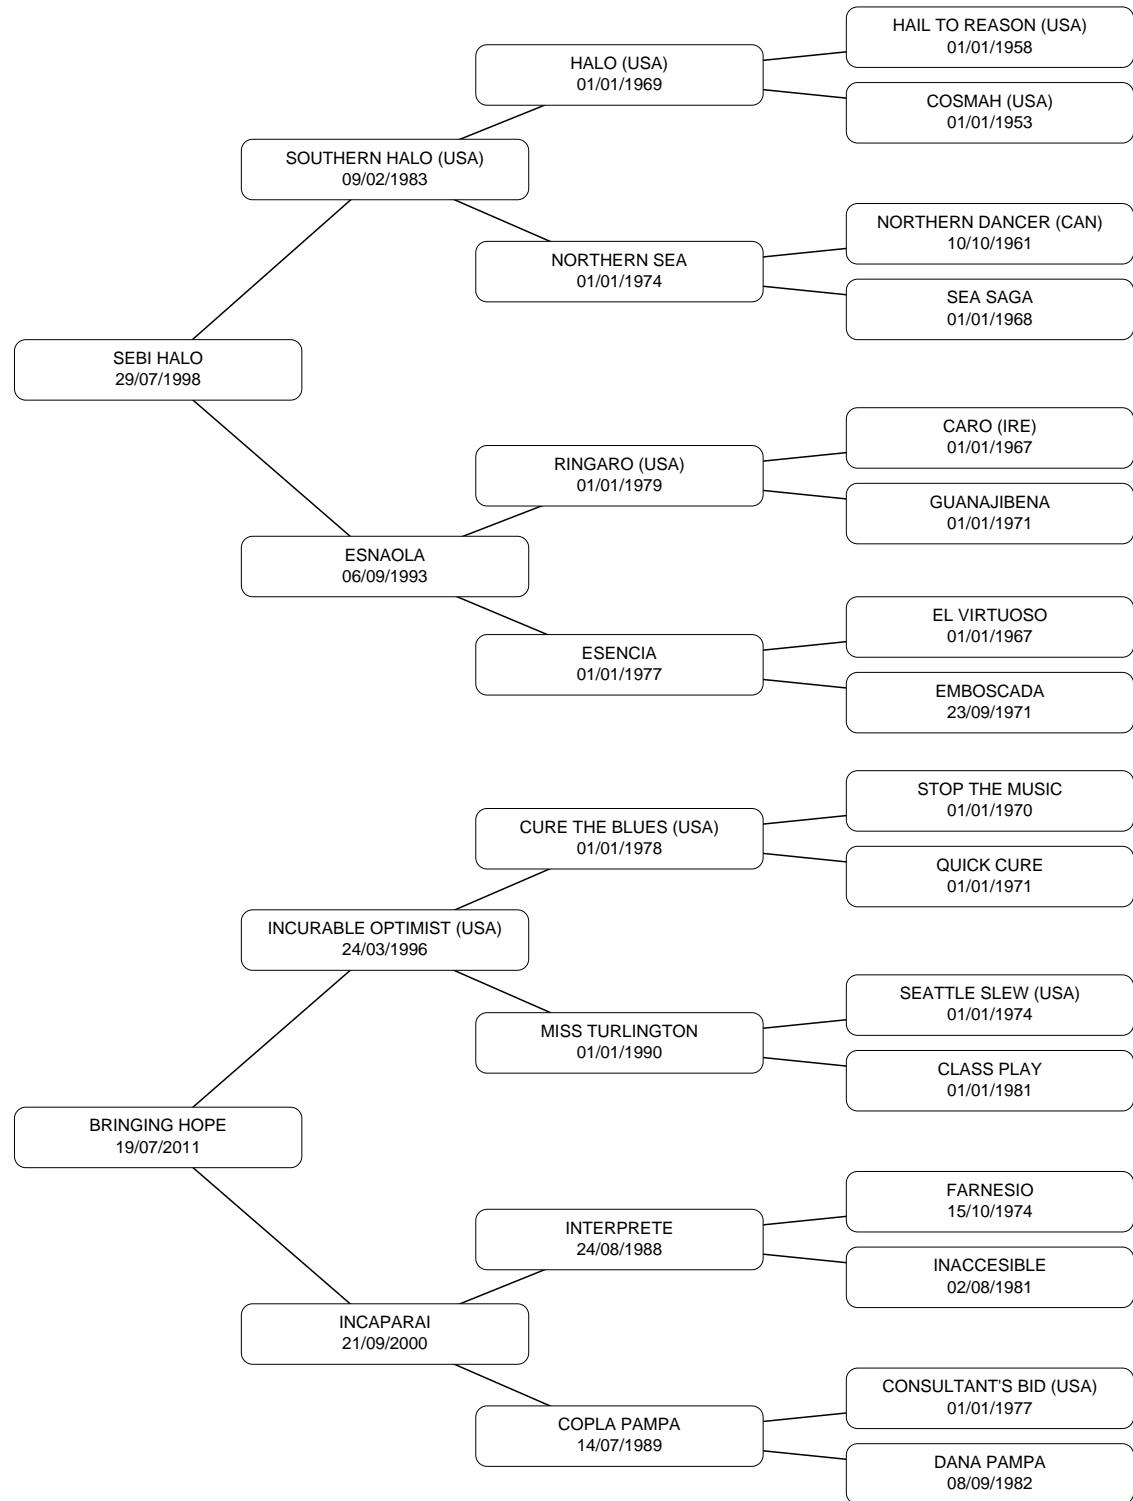 HAIL TO REASON (USA)
01/01/1958
HALO (USA)
01/01/1969
COSMAH (USA)
01/01/1953
SOUTHERN HALO (USA)
09/02/1983
NORTHERN DANCER (CAN)
10/10/1961
NORTHERN SEA
01/01/1974
SEA SAGA
01/01/1968
SEBI HALO
29/07/1998
CARO (IRE)
01/01/1967
RINGARO (USA)
01/01/1979
GUANAJIBENA
01/01/1971
ESNAOLA
06/09/1993
EL VIRTUOSO
01/01/1967
ESENCIA
01/01/1977
EMBOSCADA
23/09/1971
STOP THE MUSIC
01/01/1970
CURE THE BLUES (USA)
01/01/1978
QUICK CURE
01/01/1971
INCURABLE OPTIMIST (USA)
24/03/1996
SEATTLE SLEW (USA)
01/01/1974
MISS TURLINGTON
01/01/1990
CLASS PLAY
01/01/1981
BRINGING HOPE
19/07/2011
FARNESIO
15/10/1974
INTERPRETE
24/08/1988
INACCESIBLE
02/08/1981
INCAPARAI
21/09/2000
CONSULTANT'S BID (USA)
01/01/1977
COPLA PAMPA
14/07/1989
DANA PAMPA
08/09/1982